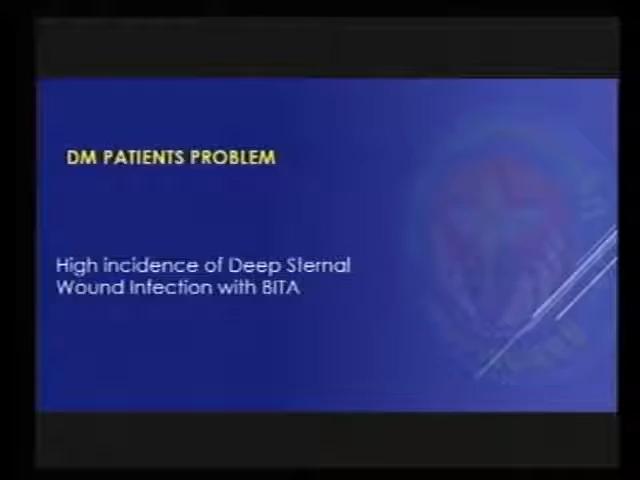 DM PATIENTS PROBLEM
High incidence of Deep Sternal
Wound Infection with BITA